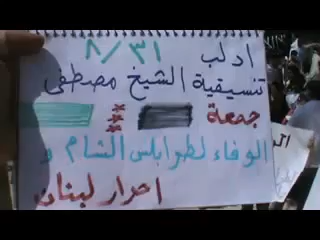 ادلب ٨/٣١
تنسيقية الشيخ مصطفى
جمعة
الوفاء لطرابلس الشام و
احرار لبنان